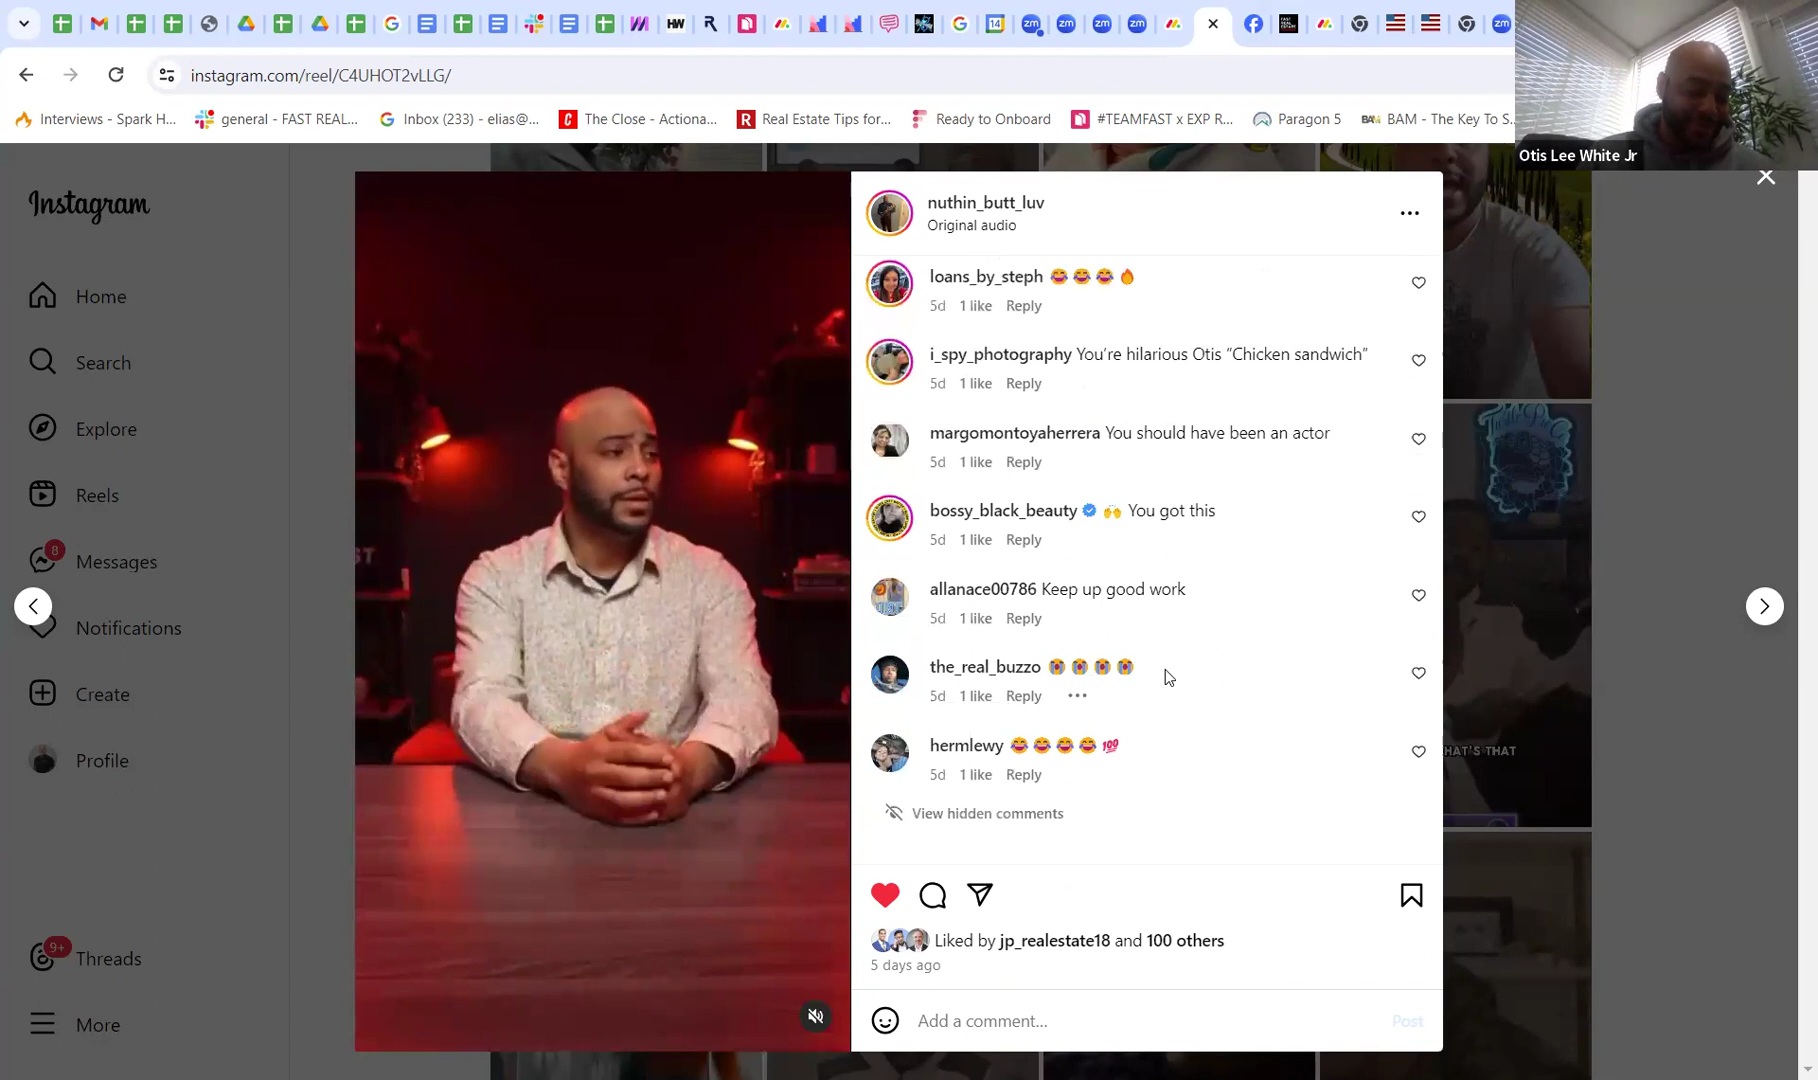 instagram.com/reel/C4UHOT2vLLG/
Interviews - Spark H...
general - FAST REAL...
Inbox (233) - elias@...
The Close - Actiona...
Real Estate Tips for...
Ready to Onboard
#TEAMFAST x EXP R...
Paragon 5
BAM - The Key To S...
Otis Lee White Jr
Instagram
Home
Search
Explore
Reels
8
Messages
Notifications
Create
Profile
9+
Threads
More
nuthin_butt_luv
Original audio
loans_by_steph 😂 😂 😂 🔥
5d 1 like Reply
i_spy_photography You’re hilarious Otis “Chicken sandwich”
5d 1 like Reply
margomontoyaherrera You should have been an actor
5d 1 like Reply
bossy_black_beauty 🙌 You got this
5d 1 like Reply
allanace00786 Keep up good work
5d 1 like Reply
the_real_buzzo 😭 😭 😭 😭
5d 1 like Reply
hermlewy 😂 😂 😂 😂 💯
5d 1 like Reply
View hidden comments
Liked by jp_realestate18 and 100 others
5 days ago
Add a comment...
Post
HAT'S THAT